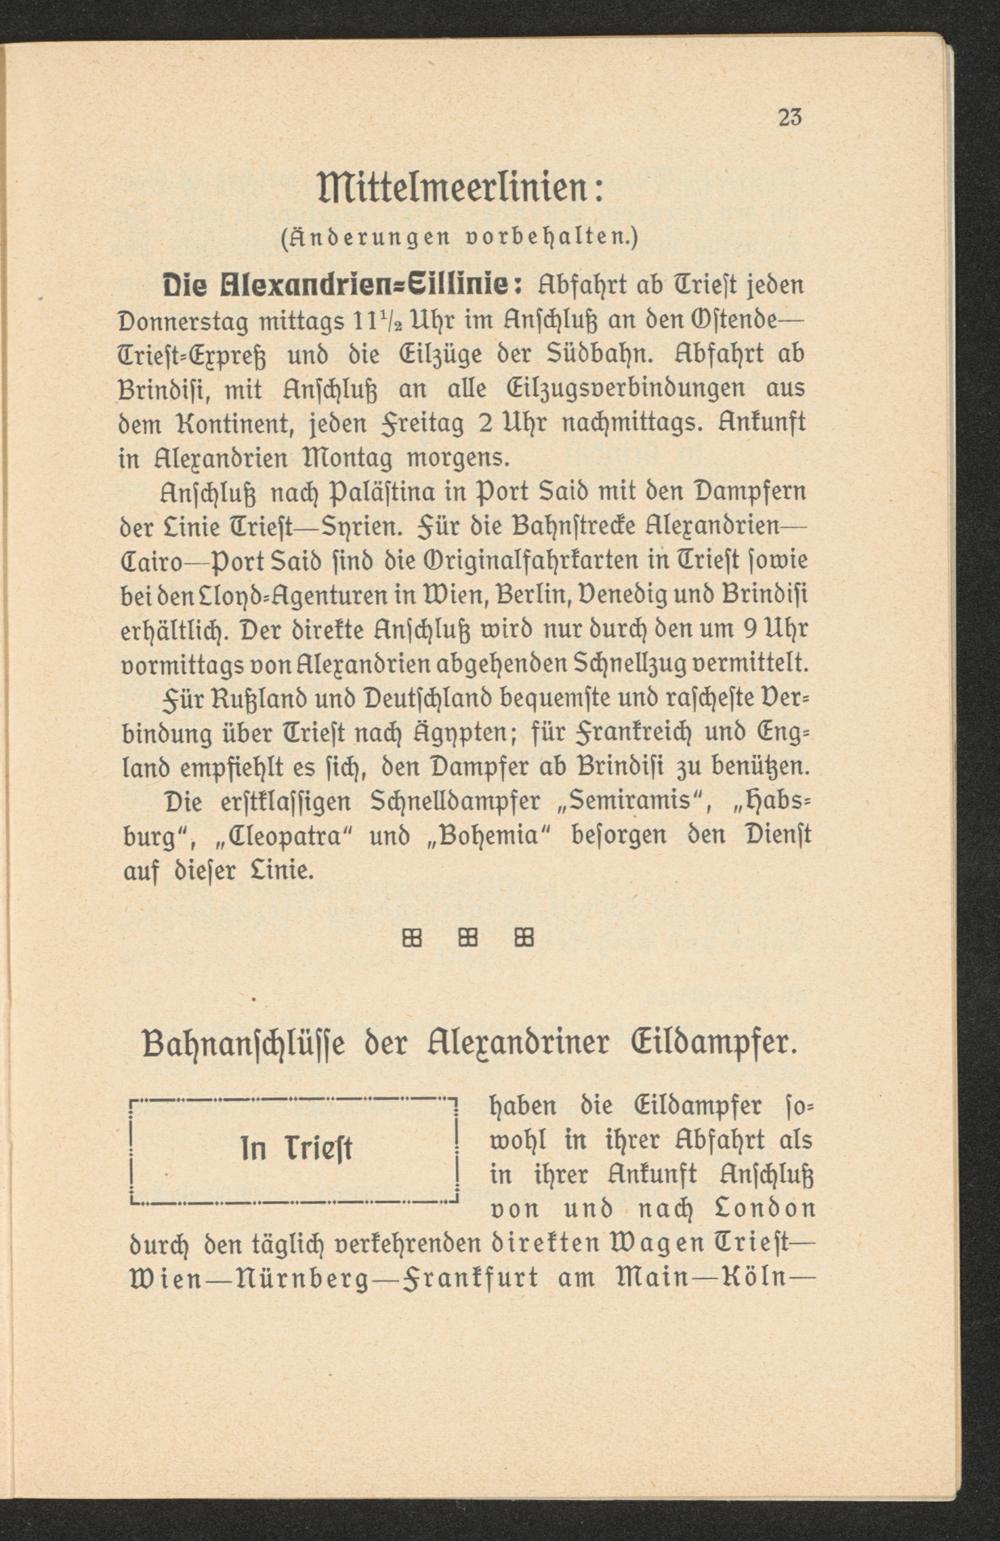 23
Mittelmeerlinien:
(Änderungen vorbehalten.)
Die Alexandrien-Eillinie: Abfahrt ab Triest jeden
Donnerstag mittags 11½ Uhr im Anschluß an den Ostende—
Triest-Expreß und die Eilzüge der Südbahn. Abfahrt ab
Brindisi, mit Anschluß an alle Eilzugsverbindungen aus
dem Kontinent, jeden Freitag 2 Uhr nachmittags. Ankunft
in Alexandrien Montag morgens.
Anschluß nach Palästina in Port Said mit den Dampfern
der Linie Triest—Syrien. Für die Bahnstrecke Alexandrien—
Cairo—Port Said sind die Originalfahrkarten in Triest sowie
bei den Lloyd-Agenturen in Wien, Berlin, Venedig und Brindisi
erhältlich. Der direkte Anschluß wird nur durch den um 9 Uhr
vormittags von Alexandrien abgehenden Schnellzug vermittelt.
Für Rußland und Deutschland bequemste und rascheste Ver-
bindung über Triest nach Ägypten; für Frankreich und Eng-
land empfiehlt es sich, den Dampfer ab Brindisi zu benützen.
Die erstklassigen Schnelldampfer „Semiramis“, „Habs-
burg“, „Cleopatra“ und „Bohemia“ besorgen den Dienst
auf dieser Linie.
Bahnanschlüsse der Alexandriner Eildampfer.
In Triest
haben die Eildampfer so-
wohl in ihrer Abfahrt als
in ihrer Ankunft Anschluß
von und nach London
durch den täglich verkehrenden direkten Wagen Triest—
Wien—Nürnberg—Frankfurt am Main—Köln—